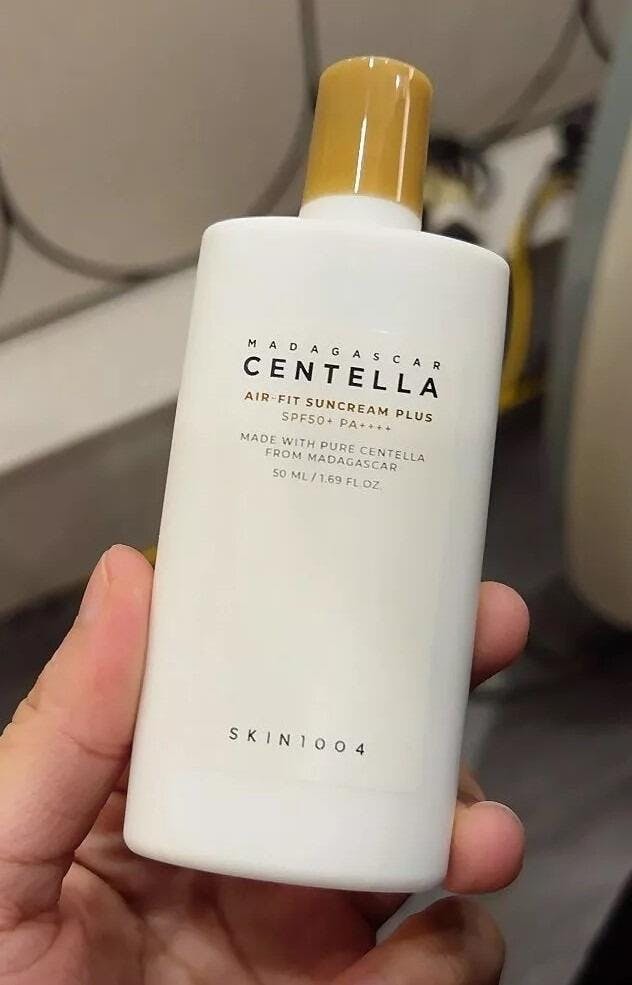 MADAGASCAR
CENTELLA
AIR-FIT SUNCREAM PLUS
SPF50+ PA++++
MADE WITH PURE CENTELLA
FROM MADAGASCAR
50 ML / 1.69 FL.OZ.
SKIN1004